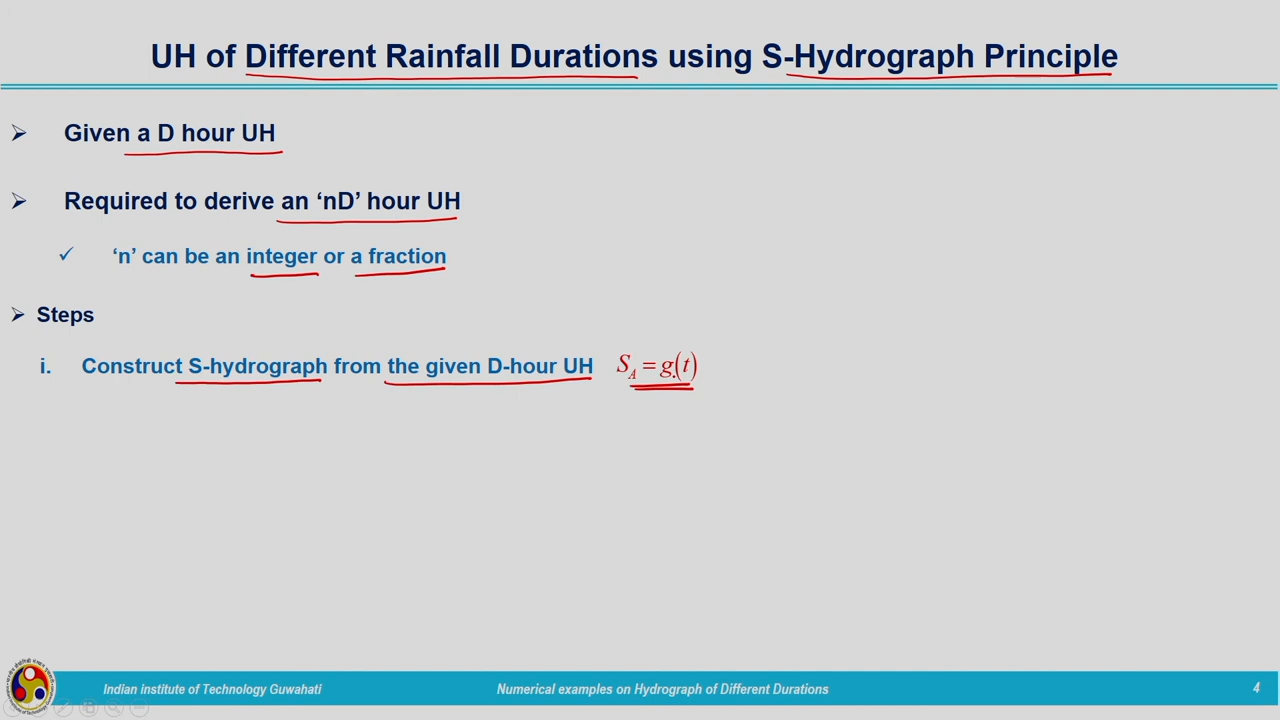 UH of Different Rainfall Durations using S-Hydrograph Principle
Given a D hour UH
Required to derive an ‘nD’ hour UH
‘n’ can be an integer or a fraction
Steps
i. Construct S-hydrograph from the given D-hour UH S_A = g(t)
Indian institute of Technology Guwahati Numerical examples on Hydrograph of Different Durations 4